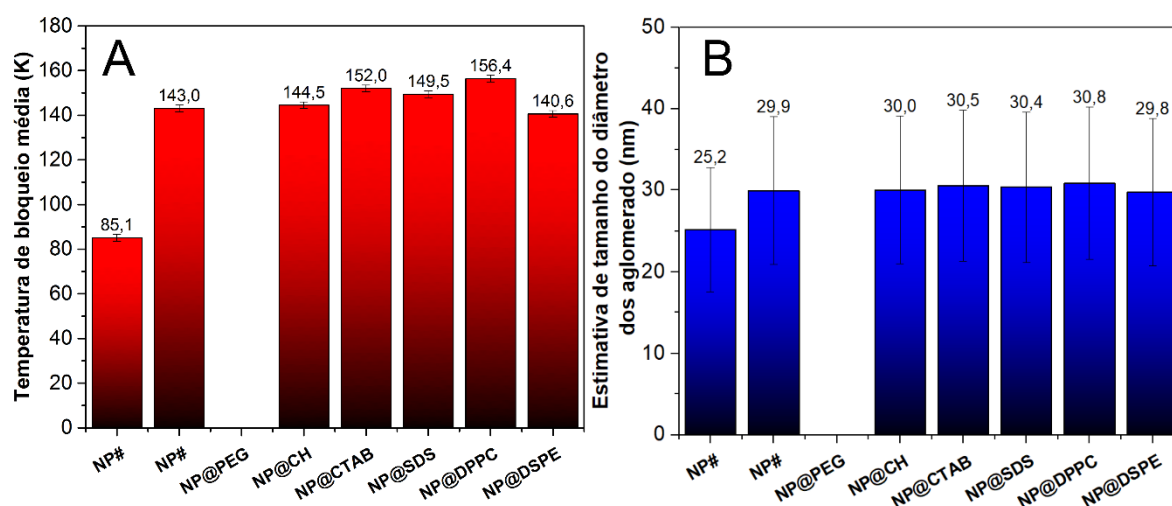 A
Temperatura de bloqueio média (K)
180
160
140
120
100
80
60
40
20
0
85,1
143,0
144,5
152,0
149,5
156,4
140,6
NP#
NP#
NP@PEG
NP@CH
NP@CTAB
NP@SDS
NP@DPPC
NP@DSPE
B
Estimativa de tamanho do diâmetro
dos aglomerado (nm)
50
40
30
20
10
0
25,2
29,9
30,0
30,5
30,4
30,8
29,8
NP#
NP#
NP@PEG
NP@CH
NP@CTAB
NP@SDS
NP@DPPC
NP@DSPE